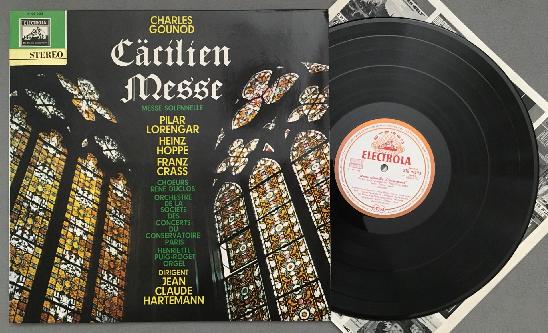 ELECTROLA
STEREO
CHARLES
GOUNOD
Cäcilien
Messe
MESSE SOLENNELLE
PILAR
LORENGAR
HEINZ
HOPPE
FRANZ
CRASS
CHOEURS
RENÉ DUCLOS
ORCHESTRE
DE LA
SOCIÉTÉ
DES
CONCERTS
DU
CONSERVATOIRE
PARIS
HENRIETTE
PUIG-ROGET
ORGEL
DIRIGENT
JEAN
CLAUDE
HARTEMANN
ELECTROLA